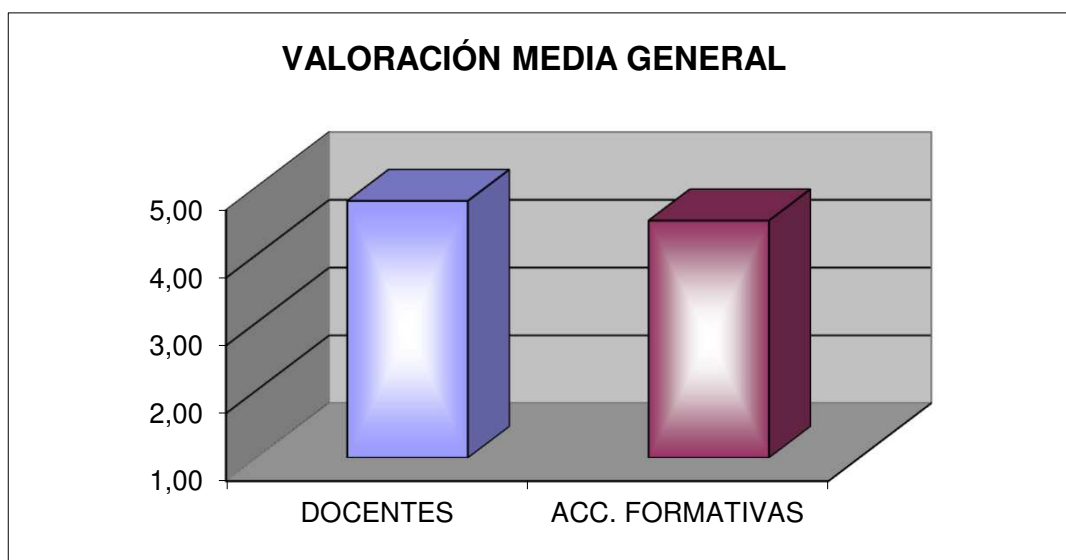 VALORACIÓN MEDIA GENERAL
5,00
4,00
3,00
2,00
1,00
DOCENTES ACC. FORMATIVAS